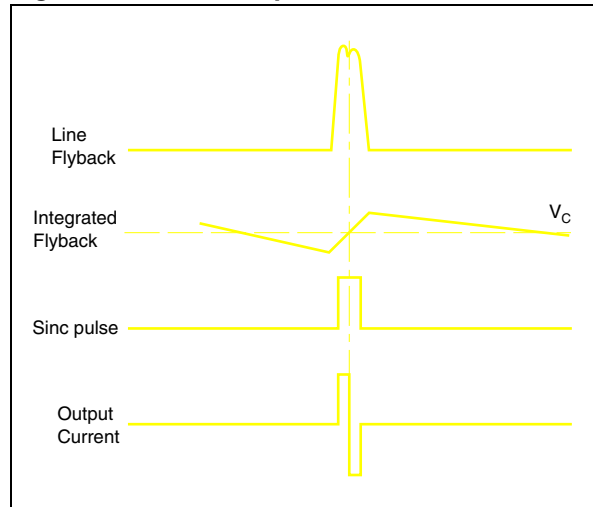 Line
Flyback
Integrated
Flyback
VC
Sinc pulse
Output
Current